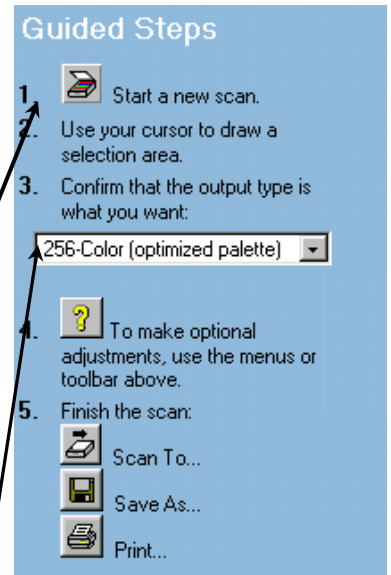 Guided Steps
1. Start a new scan.
2. Use your cursor to draw a
selection area.
3. Confirm that the output type is
what you want:
256-Color (optimized palette)
4. To make optional
adjustments, use the menus or
toolbar above.
5. Finish the scan:
Scan To...
Save As...
Print...